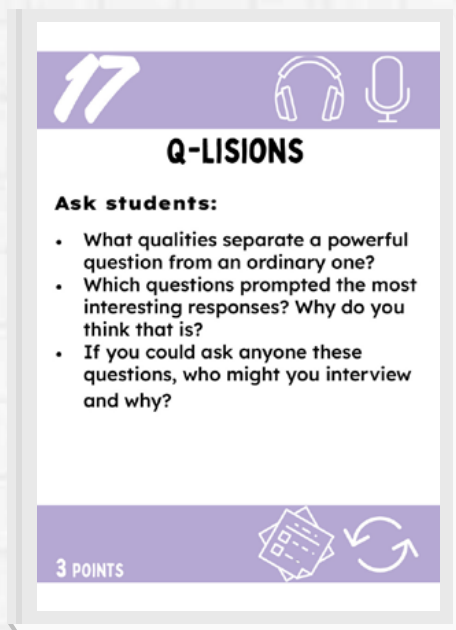 17
Q-LISIONS
Ask students:
• What qualities separate a powerful
question from an ordinary one?
• Which questions prompted the most
interesting responses? Why do you
think that is?
• If you could ask anyone these
questions, who might you interview
and why?
3 POINTS